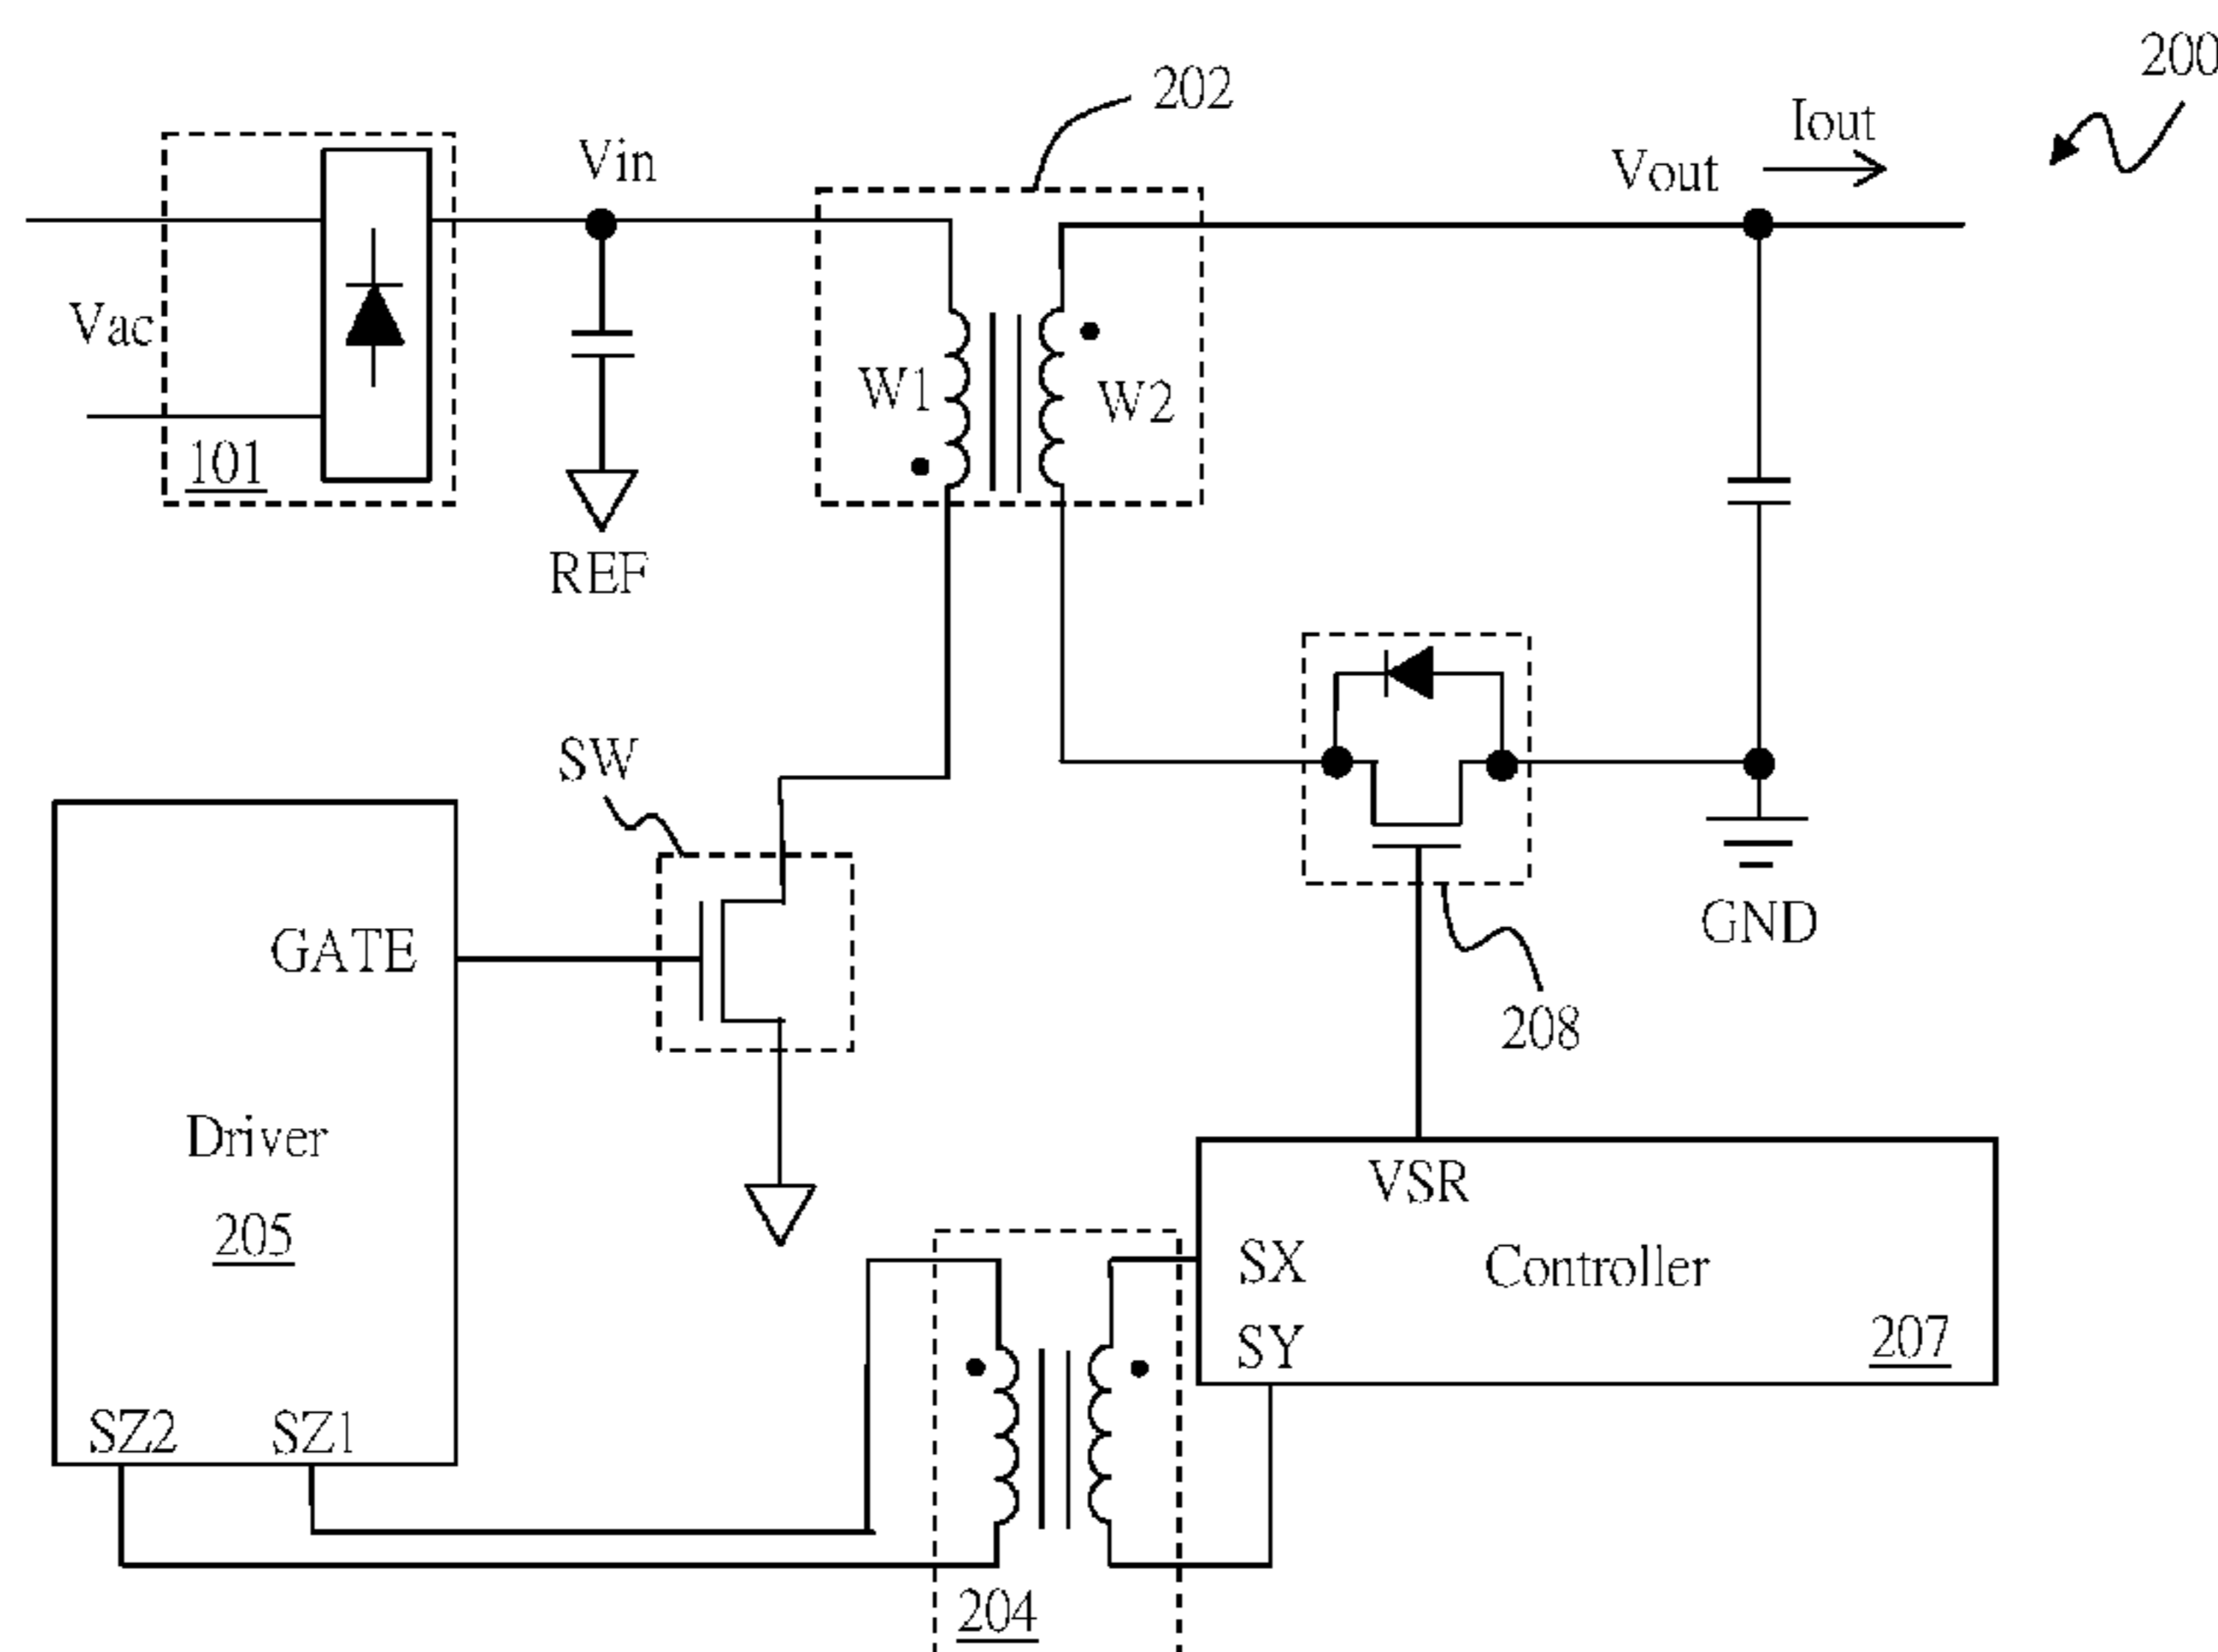 200
202
Iout
Vin
Vout
Vac
W1
W2
101
REF
SW
GND
GATE
208
Driver
VSR
205
SX
Controller
SY
207
SZ2
SZ1
204